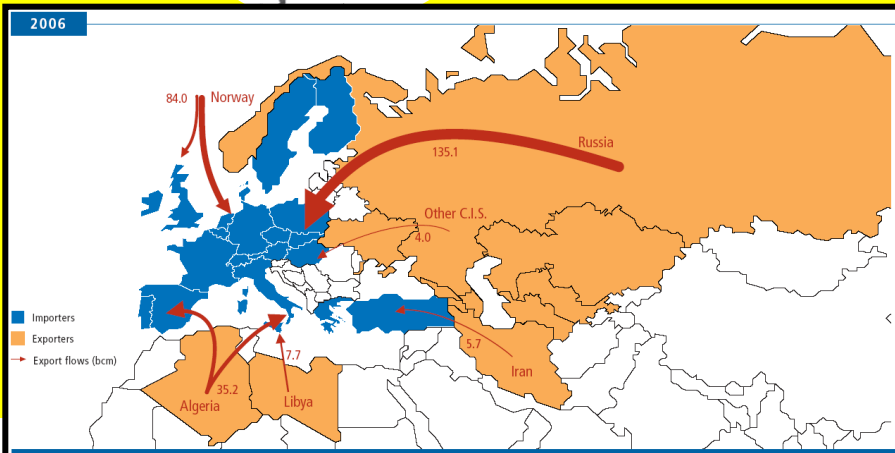 2006
84.0
Norway
Russia
135.1
Other C.I.S.
4.0
Importers
Exporters
Export flows (bcm)
7.7
5.7
Iran
35.2
Algeria
Libya